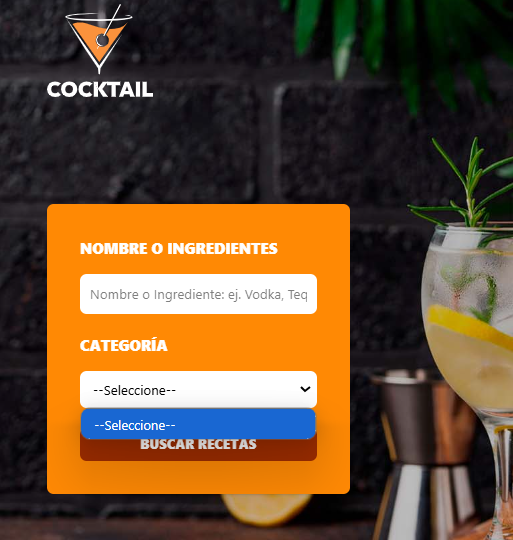 COCKTAIL
NOMBRE O INGREDIENTES
Nombre o Ingrediente: ej. Vodka, Teq
CATEGORÍA
--Seleccione--
--Seleccione--
BUSCAR RECETAS